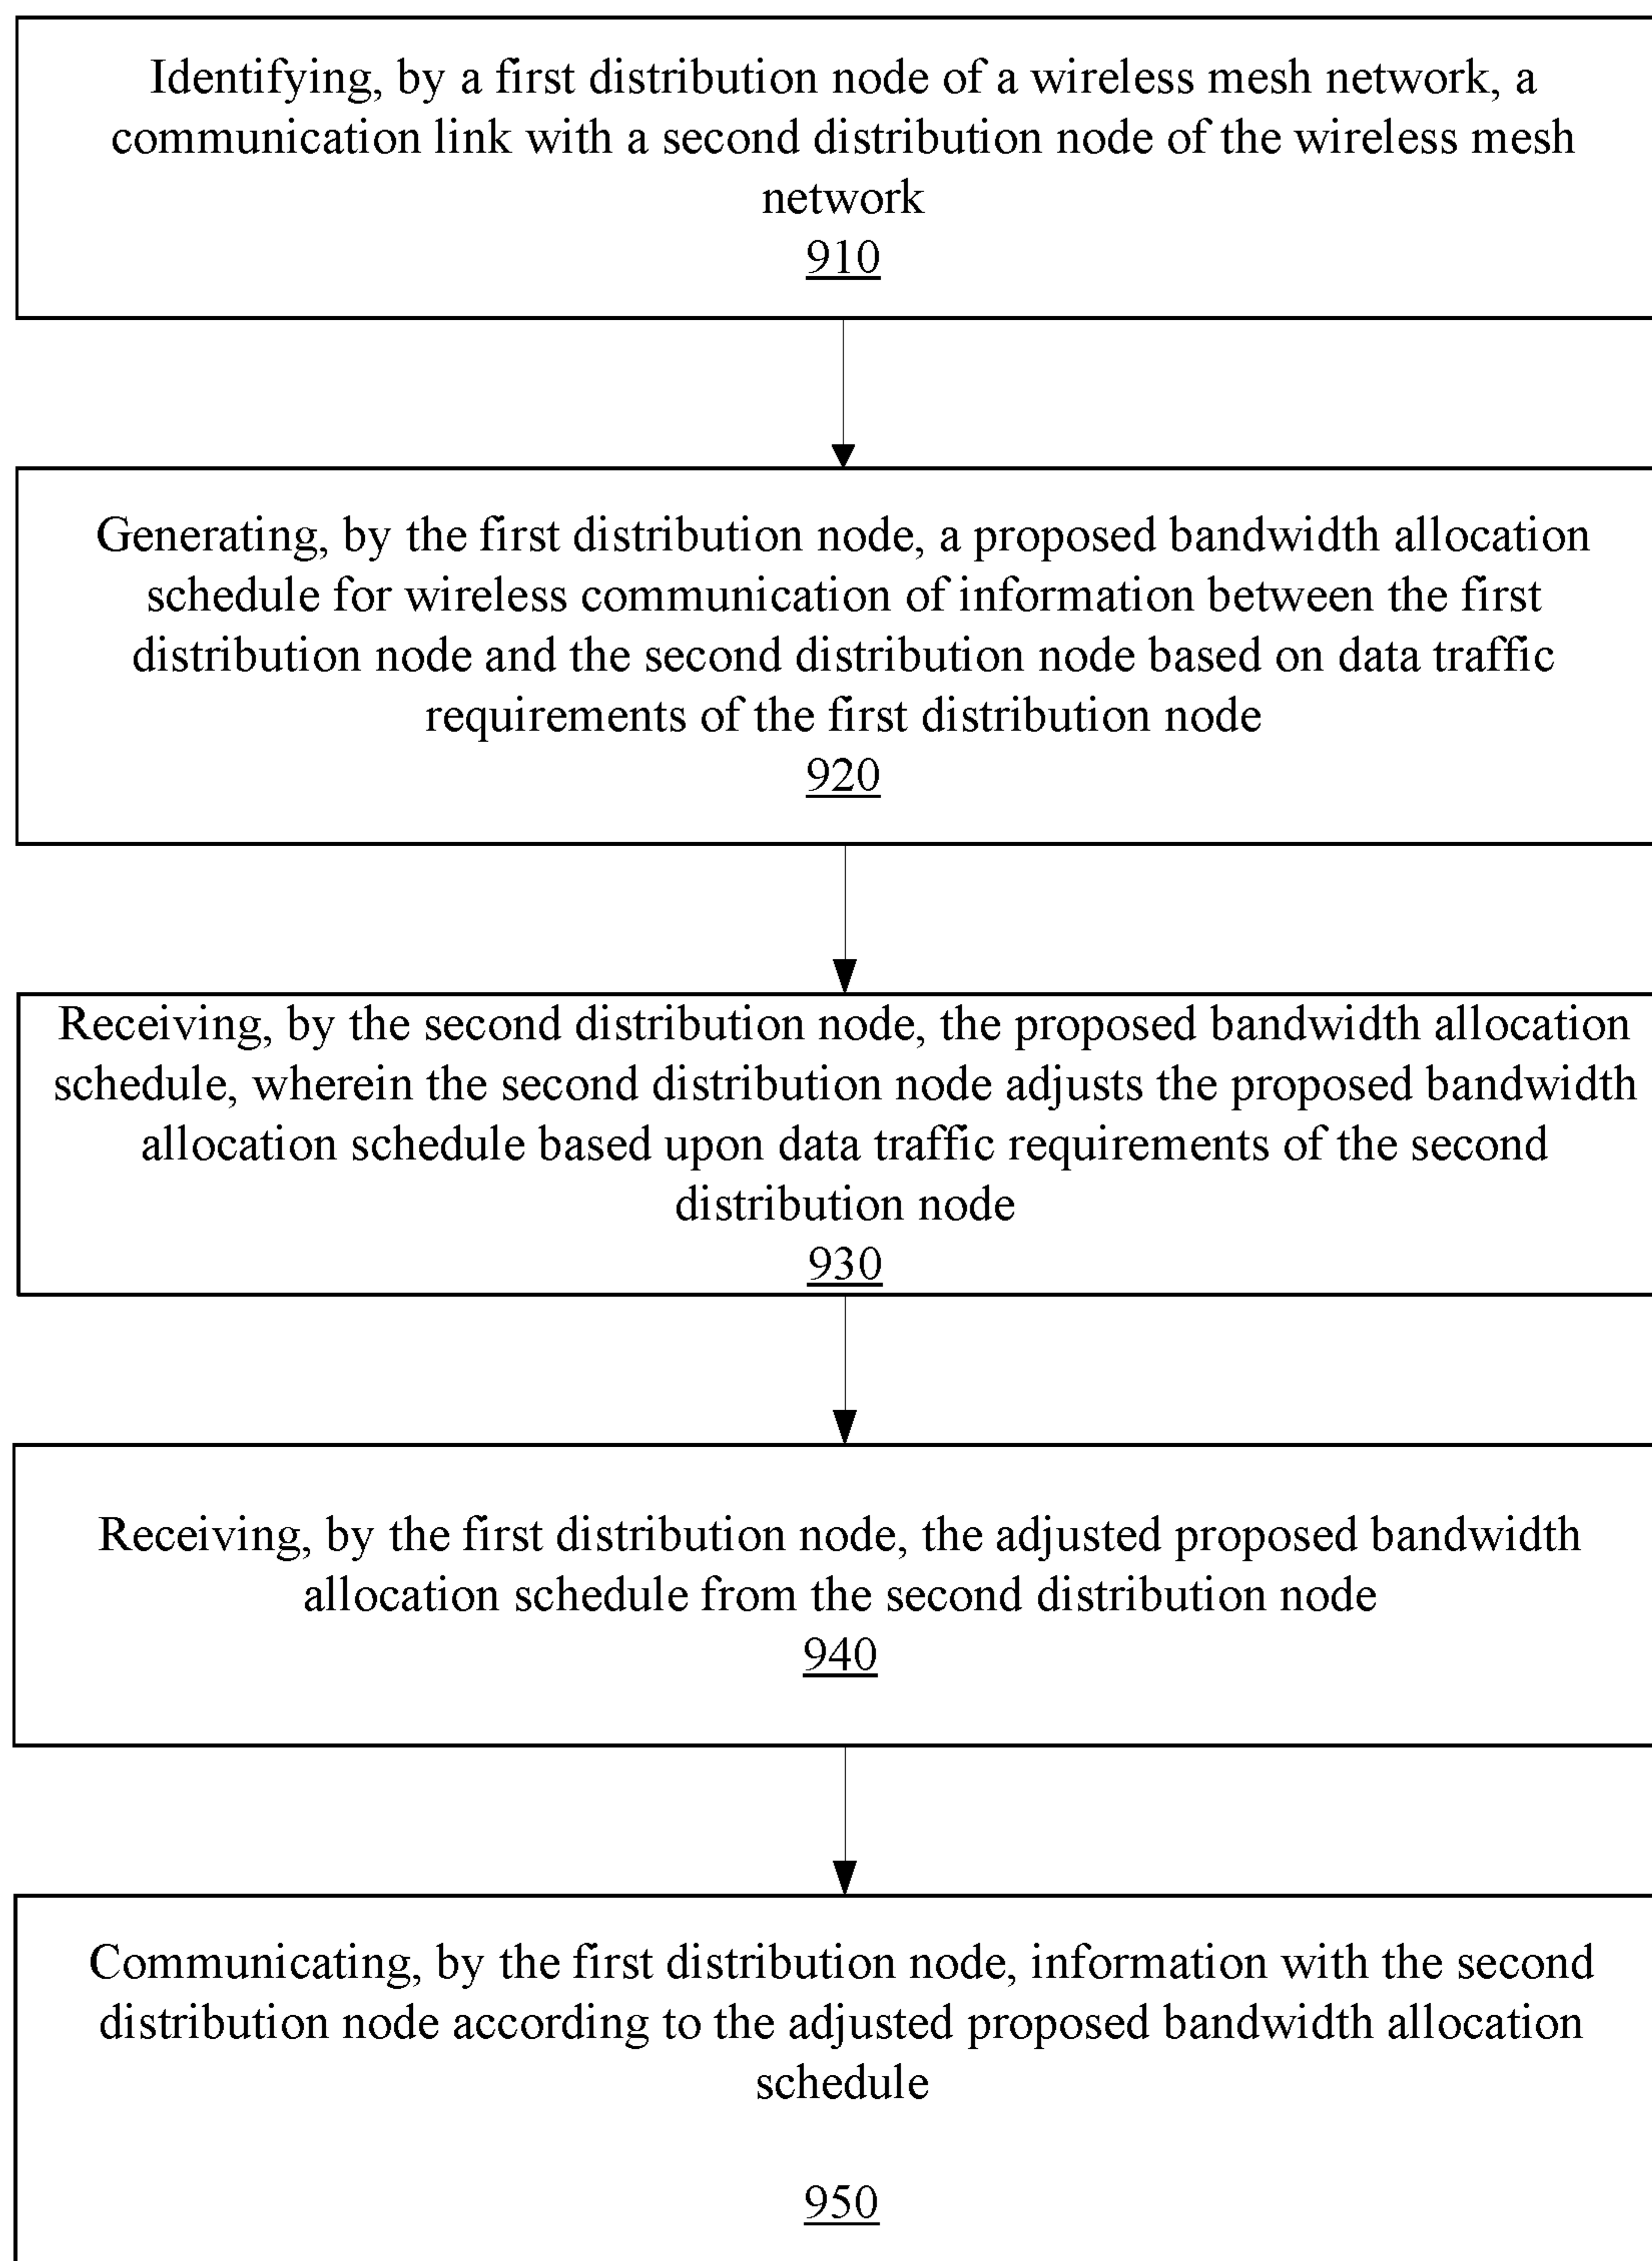 Identifying, by a first distribution node of a wireless mesh network, a
communication link with a second distribution node of the wireless mesh
network
910
Generating, by the first distribution node, a proposed bandwidth allocation
schedule for wireless communication of information between the first
distribution node and the second distribution node based on data traffic
requirements of the first distribution node
920
Receiving, by the second distribution node, the proposed bandwidth allocation
schedule, wherein the second distribution node adjusts the proposed bandwidth
allocation schedule based upon data traffic requirements of the second
distribution node
930
Receiving, by the first distribution node, the adjusted proposed bandwidth
allocation schedule from the second distribution node
940
Communicating, by the first distribution node, information with the second
distribution node according to the adjusted proposed bandwidth allocation
schedule
950